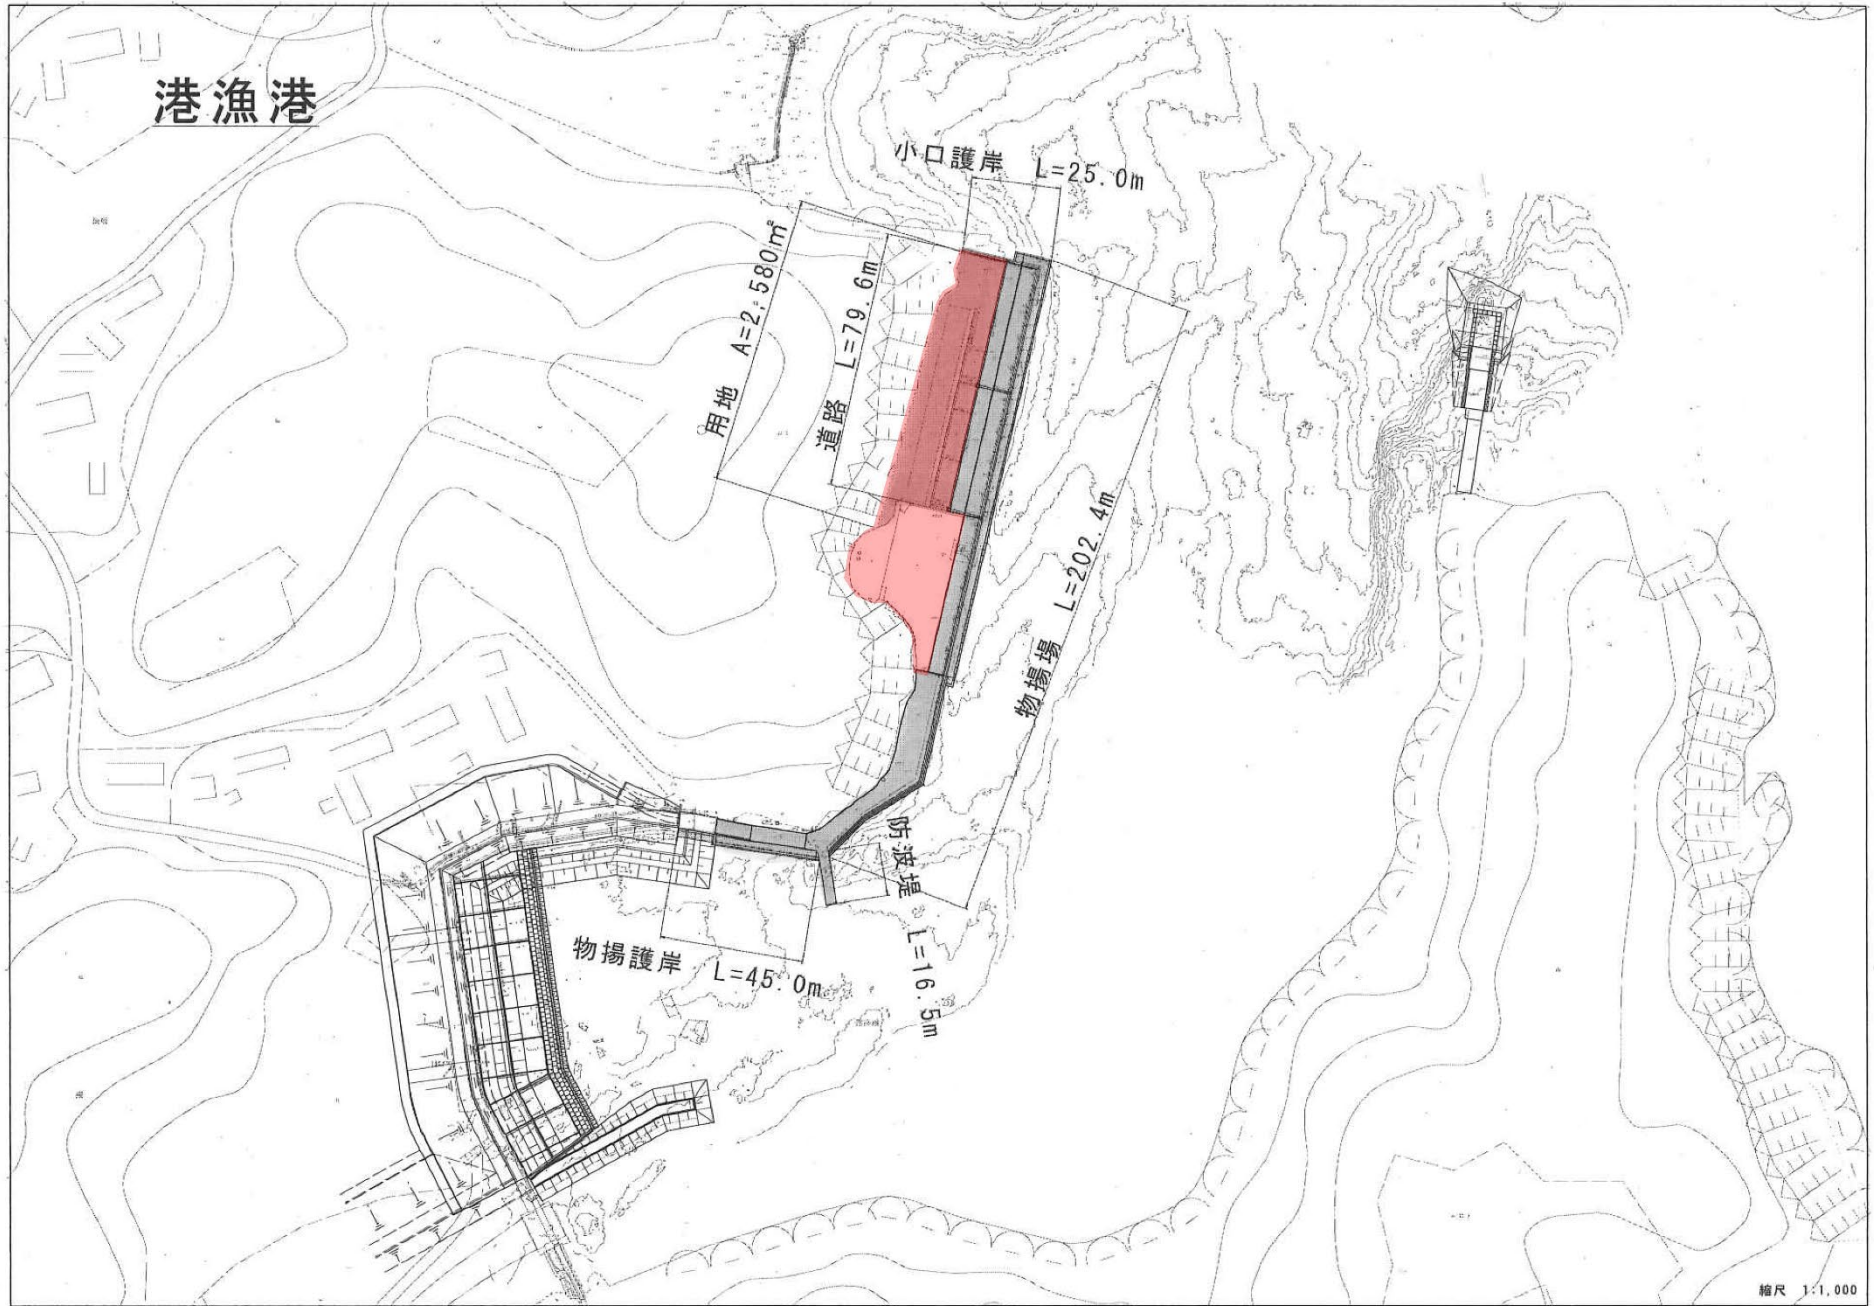 港漁港
小口護岸 L=25.0m
用地 A=2,580㎡
道路 L=79.6m
物揚場 L=202.4m
防波堤 L=16.5m
物揚護岸 L=45.0m
縮尺 1:1,000